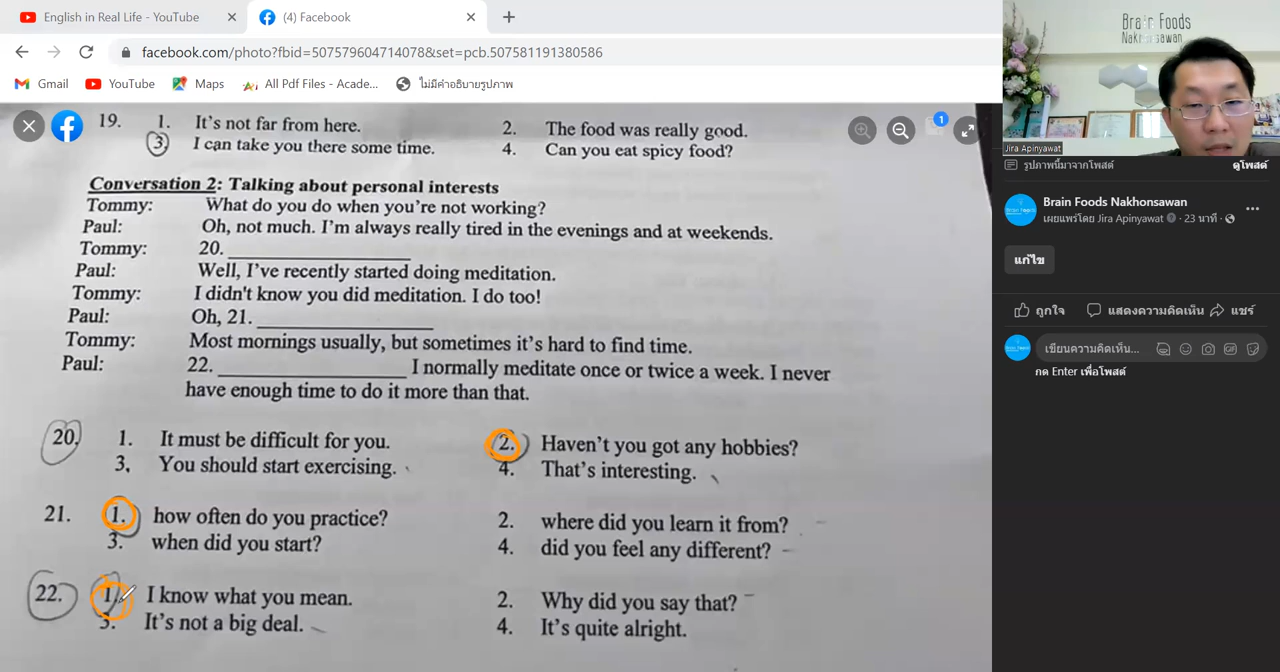 English in Real Life - YouTube
(4) Facebook
facebook.com/photo?fbid=507579604714078&set=pcb.507581191380586
Gmail YouTube Maps All Pdf Files - Acade... ไม่มีคำอธิบายรูปภาพ
19. 1. It's not far from here. 2. The food was really good.
3 I can take you there some time. 4. Can you eat spicy food?
Conversation 2: Talking about personal interests
Tommy: What do you do when you're not working?
Paul: Oh, not much. I'm always really tired in the evenings and at weekends.
Tommy: 20. ____________________
Paul: Well, I've recently started doing meditation.
Tommy: I didn't know you did meditation. I do too!
Paul: Oh, 21. ____________________
Tommy: Most mornings usually, but sometimes it's hard to find time.
Paul: 22. ____________________ I normally meditate once or twice a week. I never
have enough time to do it more than that.
20. 1. It must be difficult for you. 2. Haven't you got any hobbies?
3. You should start exercising. 4. That's interesting.
21. 1. how often do you practice? 2. where did you learn it from?
3. when did you start? 4. did you feel any different?
22. 1. I know what you mean. 2. Why did you say that?
3. It's not a big deal. 4. It's quite alright.
1
Brain Foods
Nakhonsawan
Jira Apinyawat
รูปภาพนี้มาจากโพสต์ ดูโพสต์
Brain Foods Nakhonsawan
เผยแพร่โดย Jira Apinyawat · 23 นาที ·
แก้ไข
ถูกใจ แสดงความคิดเห็น แชร์
เขียนความคิดเห็น...
กด Enter เพื่อโพสต์